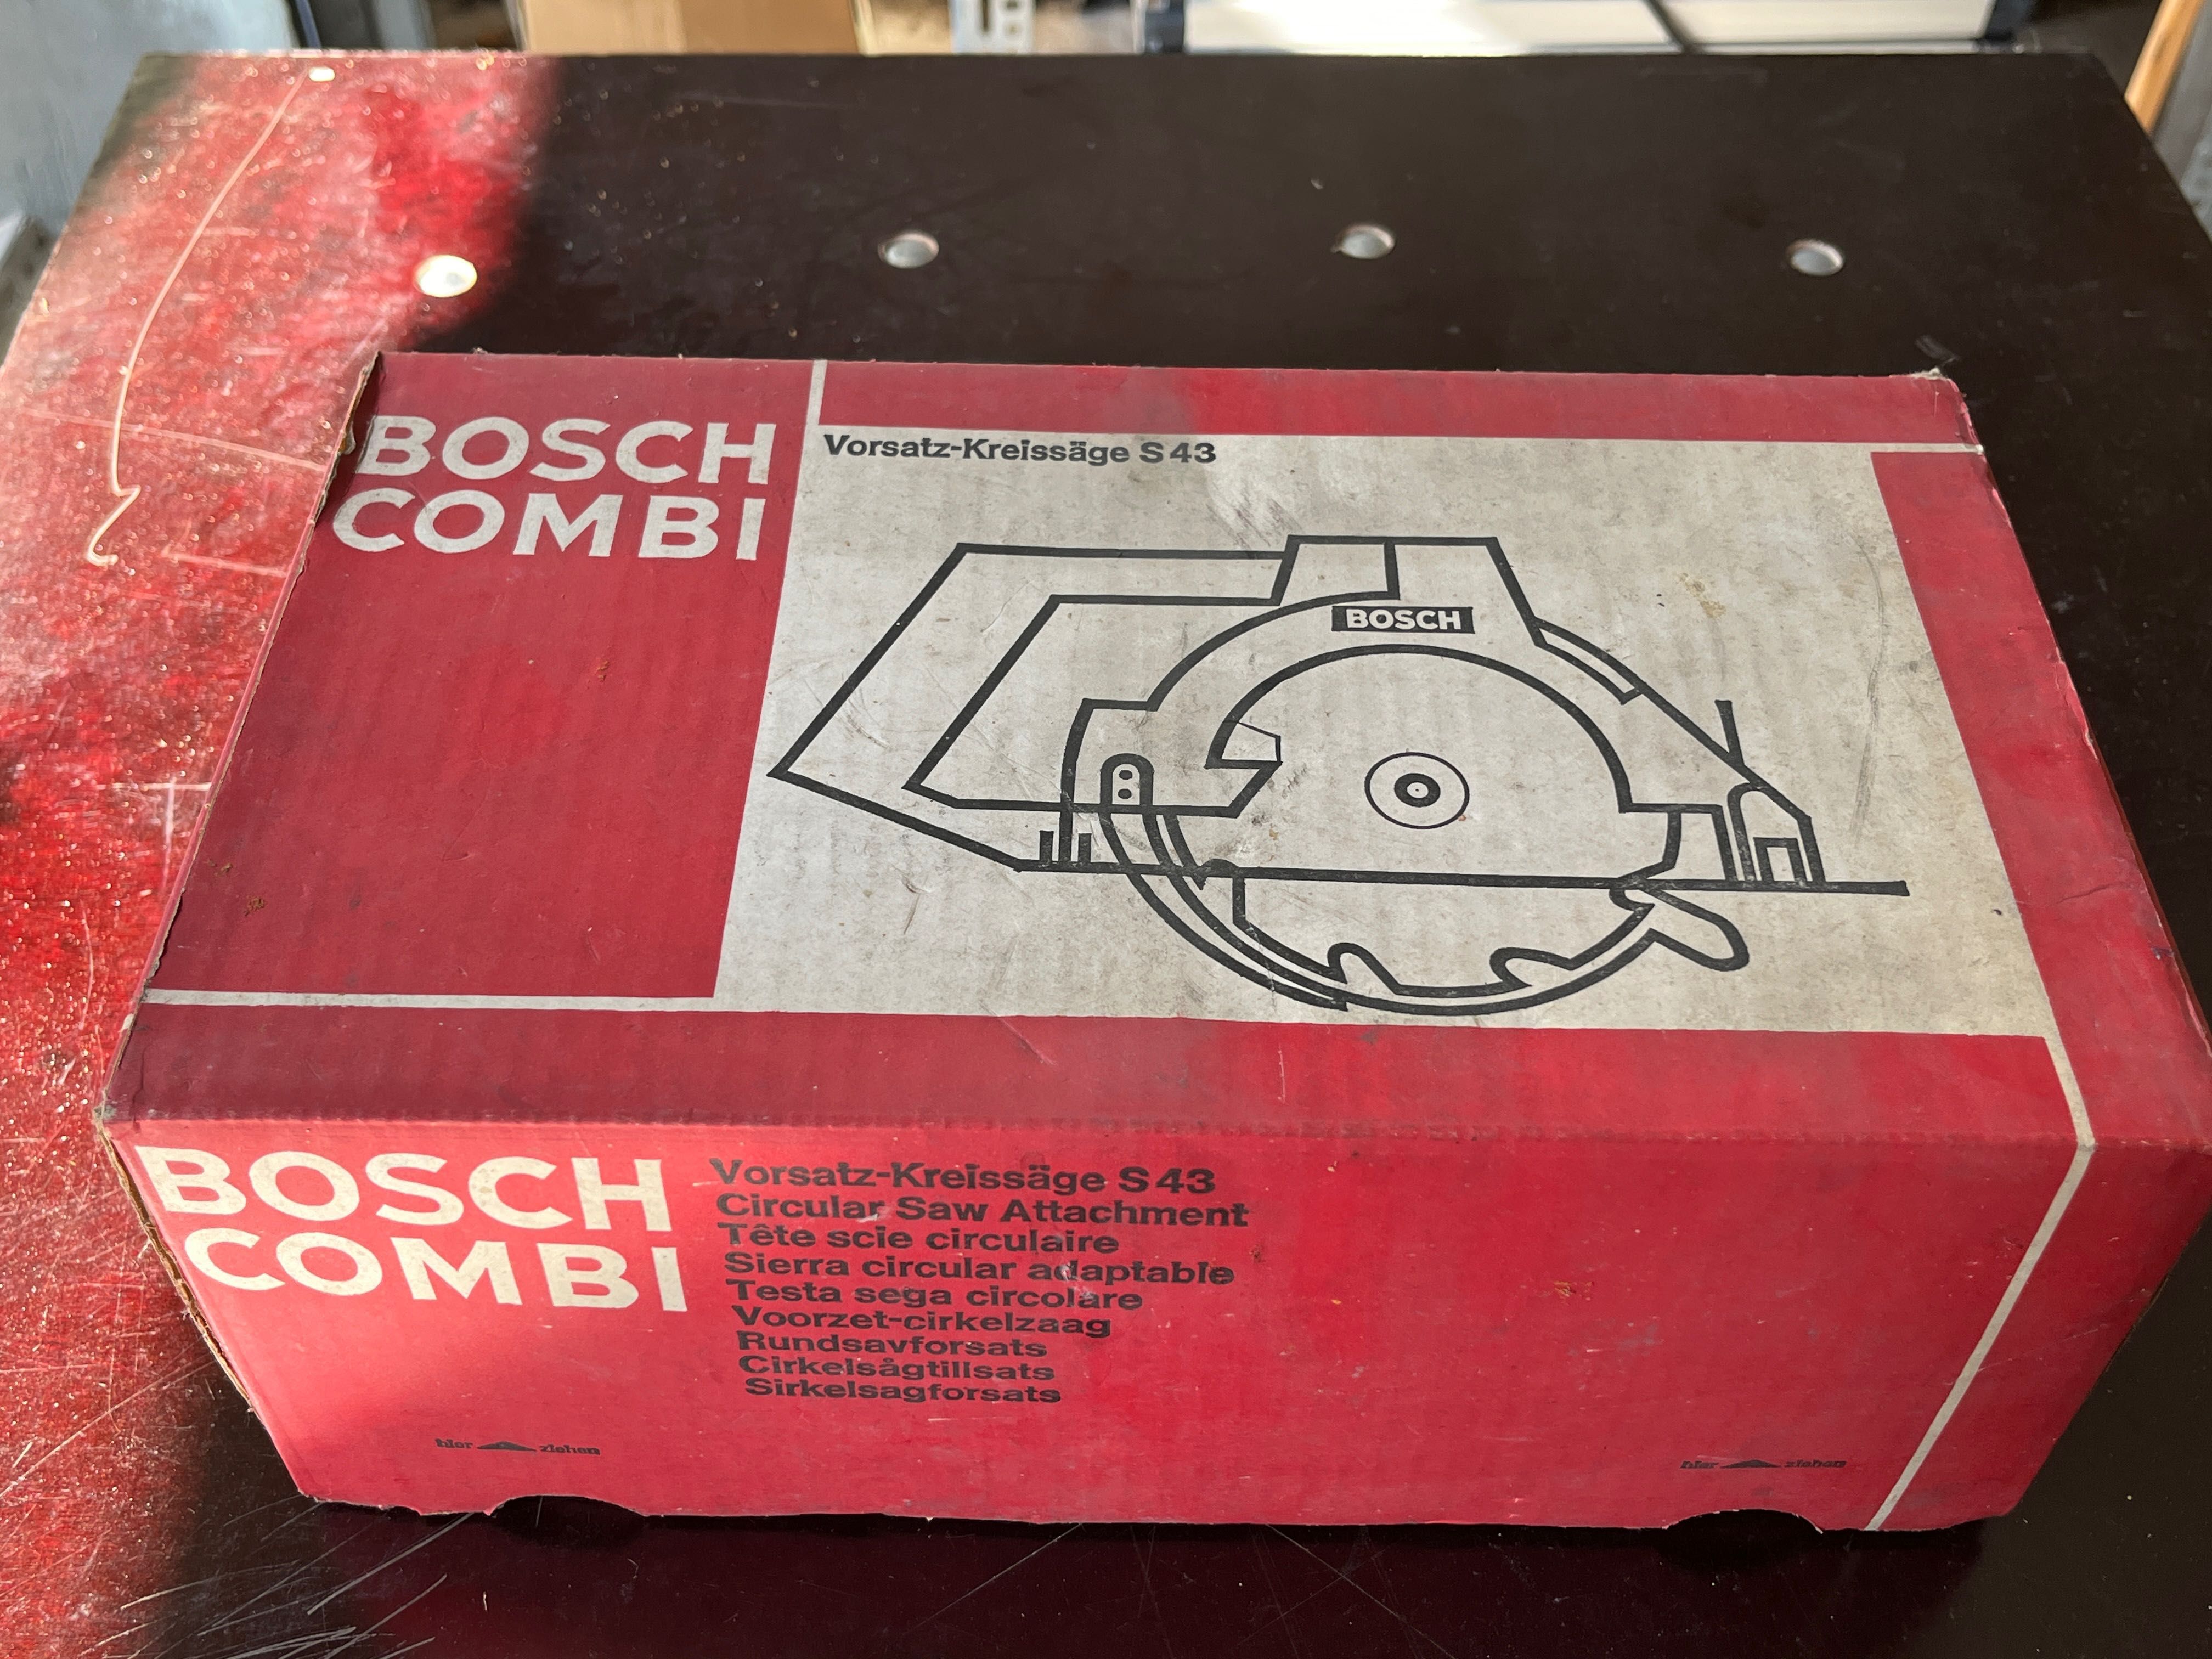 BOSCH
COMBI
Vorsatz-Kreissäge S 43
BOSCH
BOSCH
COMBI
Vorsatz-Kreissäge S 43
Circular Saw Attachment
Tête scie circulaire
Sierra circular adaptable
Testa sega circolare
Voorzet-cirkelzaag
Rundsavforsats
Cirkelsågtillsats
Sirkelsagforsats
hier ziehen
hier ziehen